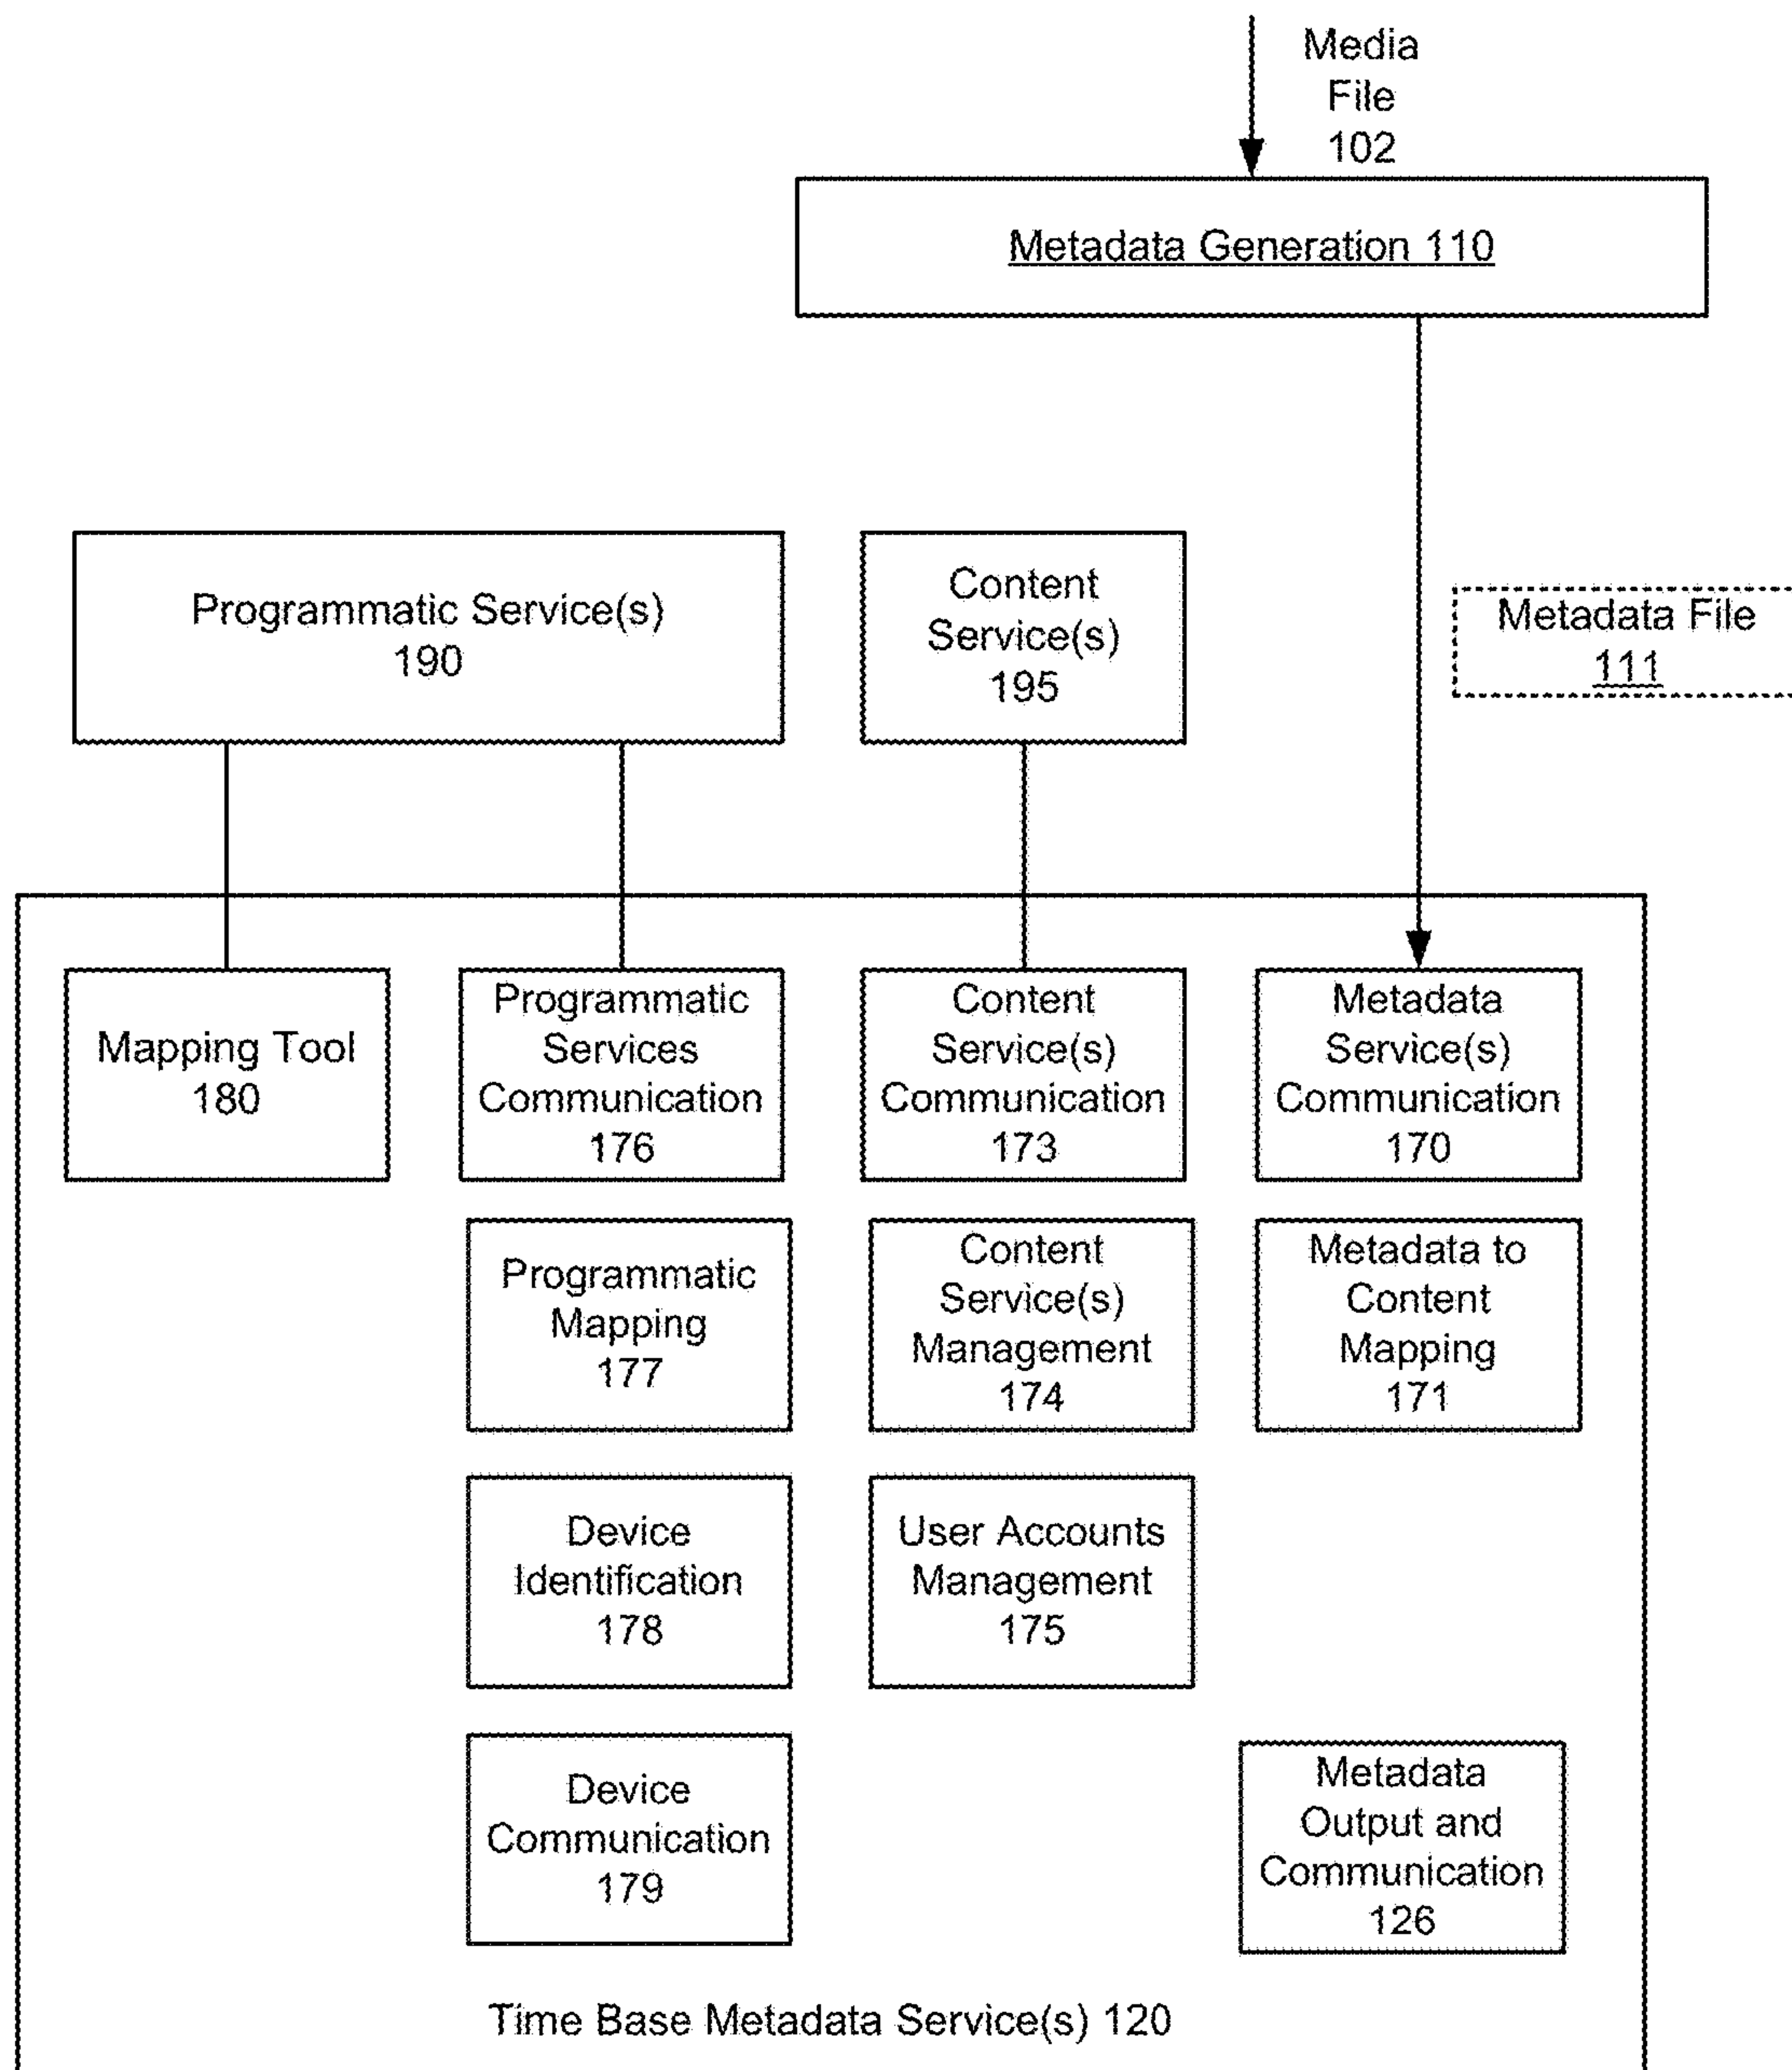 Media
File
102
Metadata Generation 110
Programmatic Service(s)
190
Content
Service(s)
195
Metadata File
111
Mapping Tool
180
Programmatic
Services
Communication
176
Content
Service(s)
Communication
173
Metadata
Service(s)
Communication
170
Programmatic
Mapping
177
Content
Service(s)
Management
174
Metadata to
Content
Mapping
171
Device
Identification
178
User Accounts
Management
175
Device
Communication
179
Metadata
Output and
Communication
126
Time Base Metadata Service(s) 120